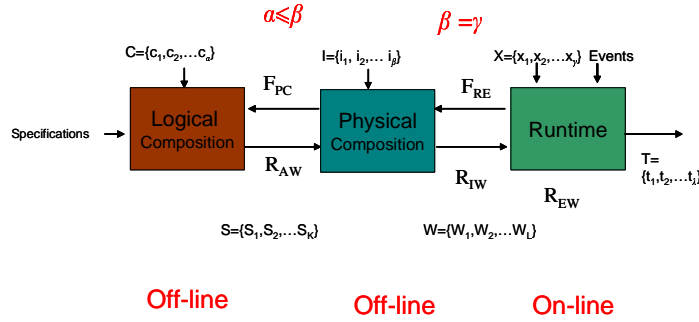 α≤β
β=γ
C={c1,c2,…cα}
I={i1, i2,… iβ}
X={x1,x2,…xγ}
Events
FPC
FRE
Specifications
Logical
Composition
Physical
Composition
Runtime
RAW
RIW
REW
T=
{t1,t2,…tλ}
S={S1,S2,…SK}
W={W1,W2,…WL}
Off-line
Off-line
On-line